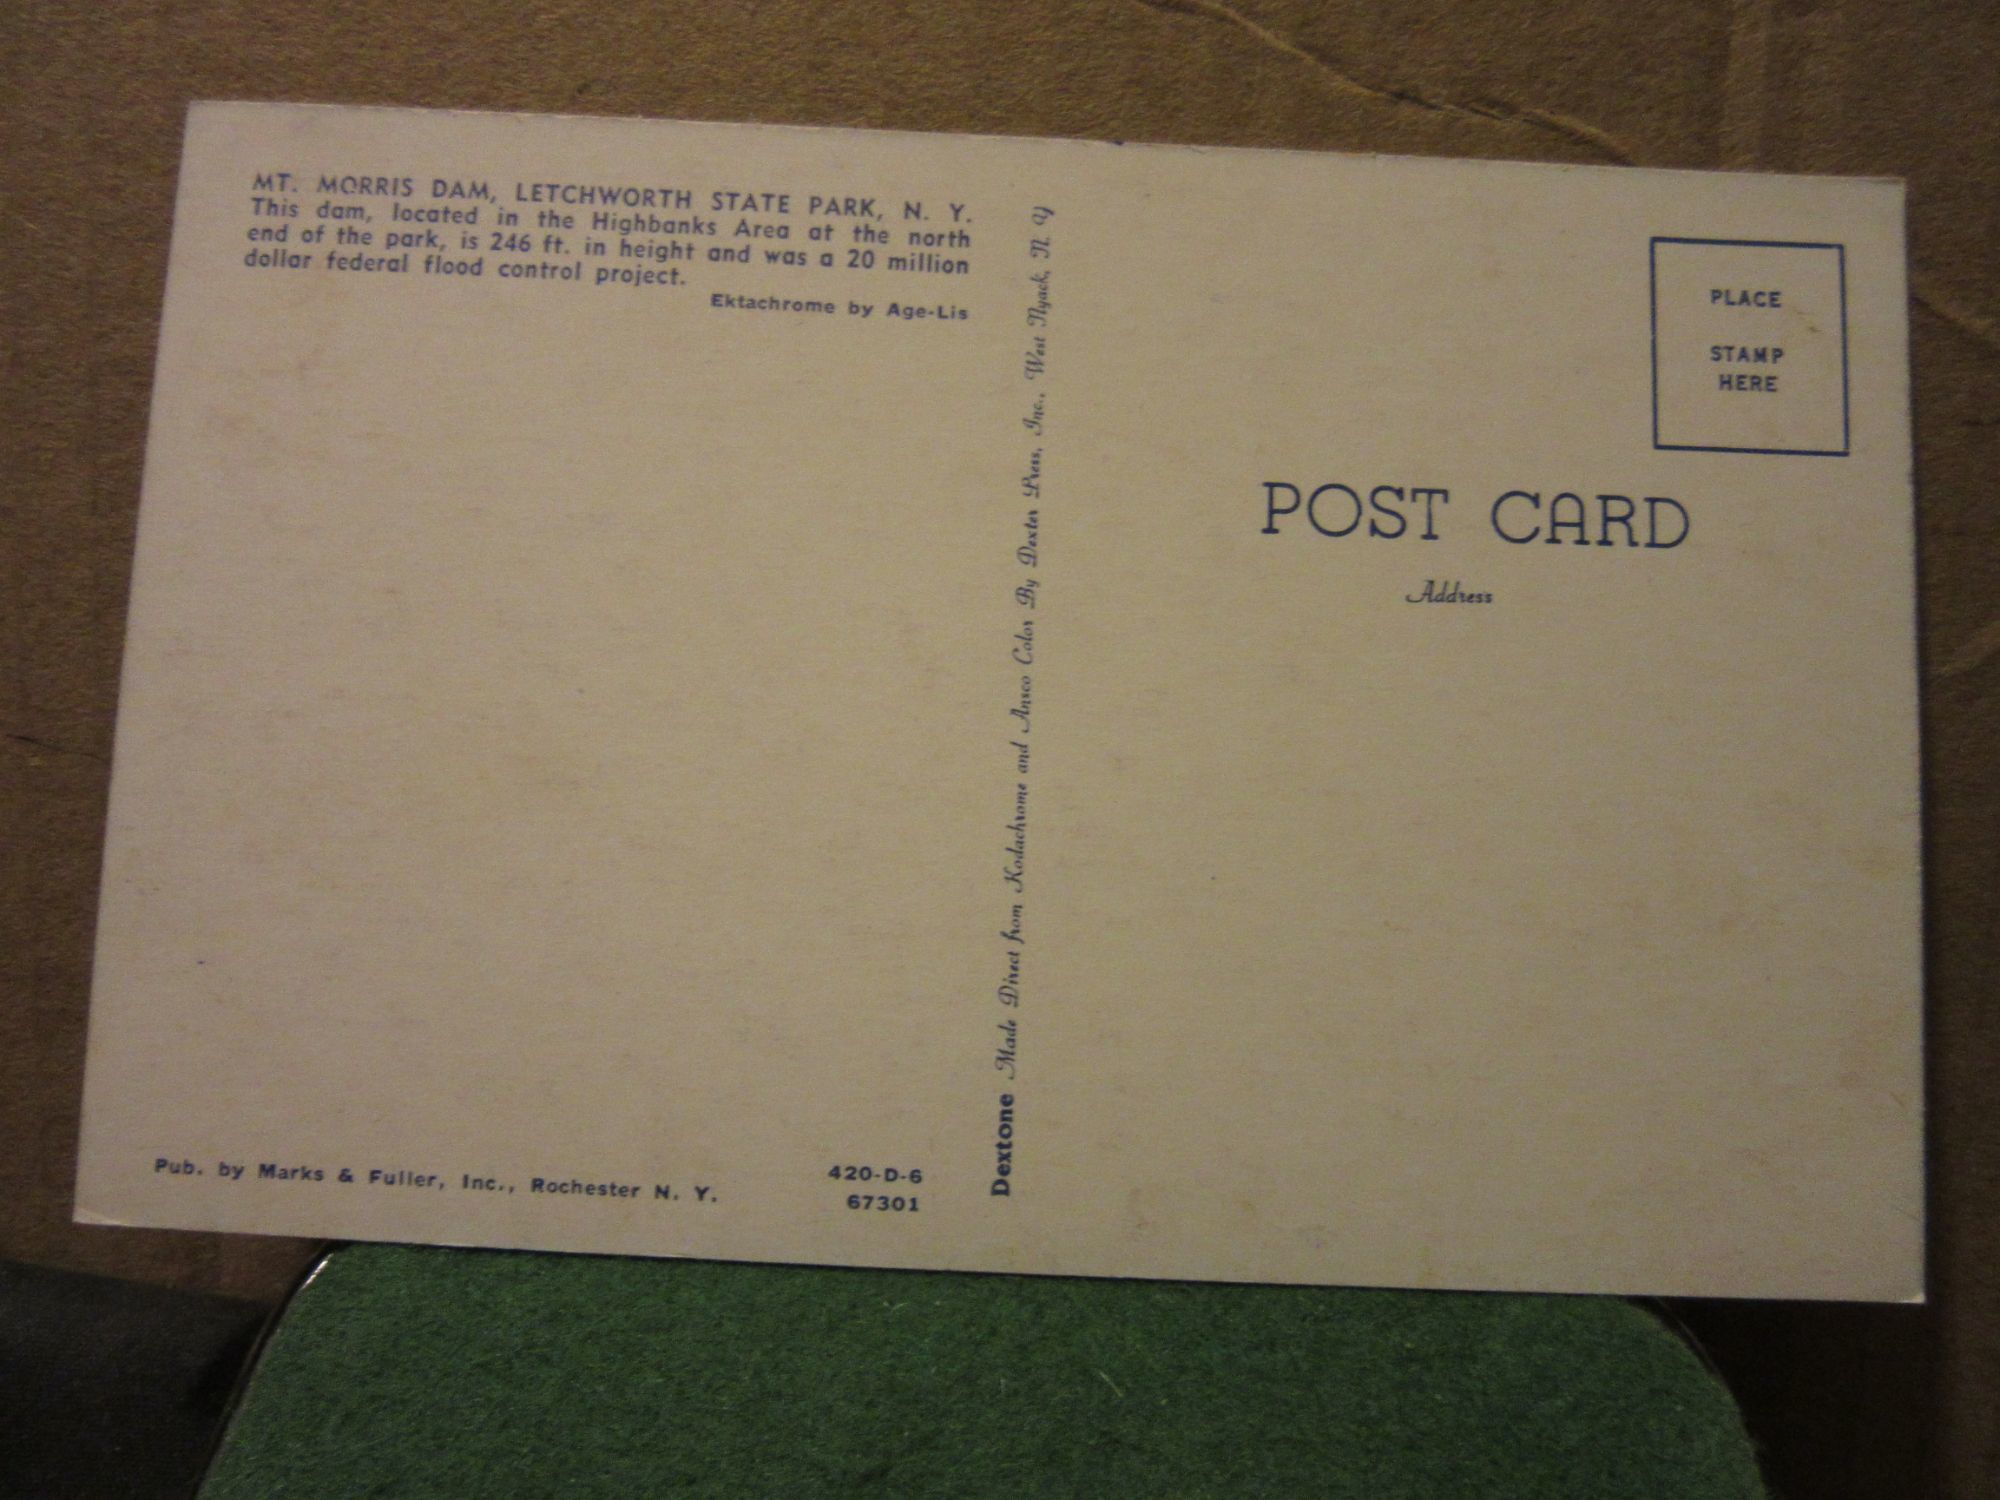 MT. MORRIS DAM, LETCHWORTH STATE PARK, N. Y.
This dam, located in the Highbanks Area at the north
end of the park, is 246 ft. in height and was a 20 million
dollar federal flood control project.
Ektachrome by Age-Lis
Pub. by Marks & Fuller, Inc., Rochester N. Y.
420-D-6
67301
Dextone Made Direct from Kodachrome and Ansco Color By Dexter Press, Inc., West Nyack, N. Y
PLACE
STAMP
HERE
POST CARD
Address